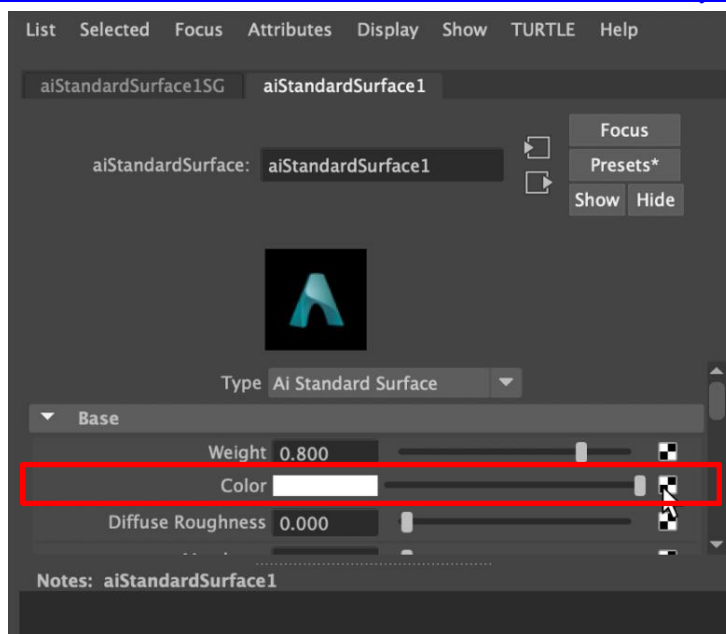 List Selected Focus Attributes Display Show TURTLE Help
aiStandardSurface1SG aiStandardSurface1
Focus
aiStandardSurface: aiStandardSurface1 Presets*
Show Hide
Type Ai Standard Surface
Base
Weight 0.800
Color
Diffuse Roughness 0.000
Notes: aiStandardSurface1